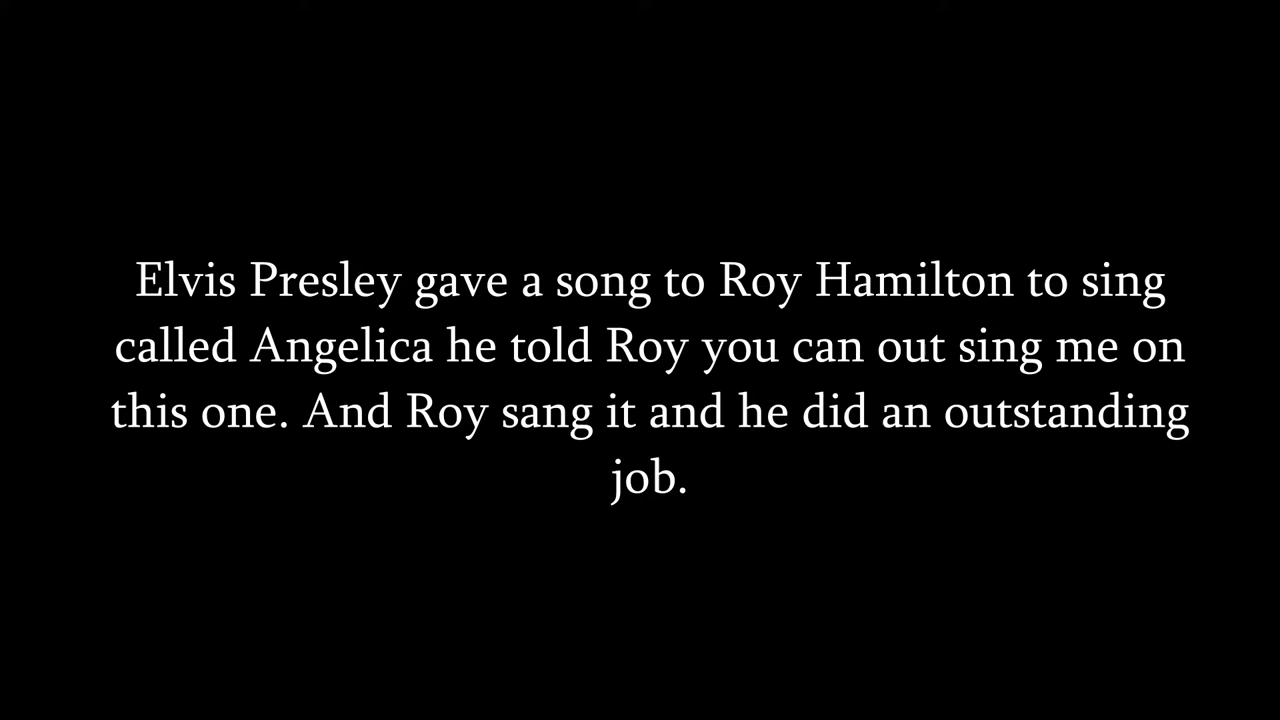 Elvis Presley gave a song to Roy Hamilton to sing
called Angelica he told Roy you can out sing me on
this one. And Roy sang it and he did an outstanding
job.